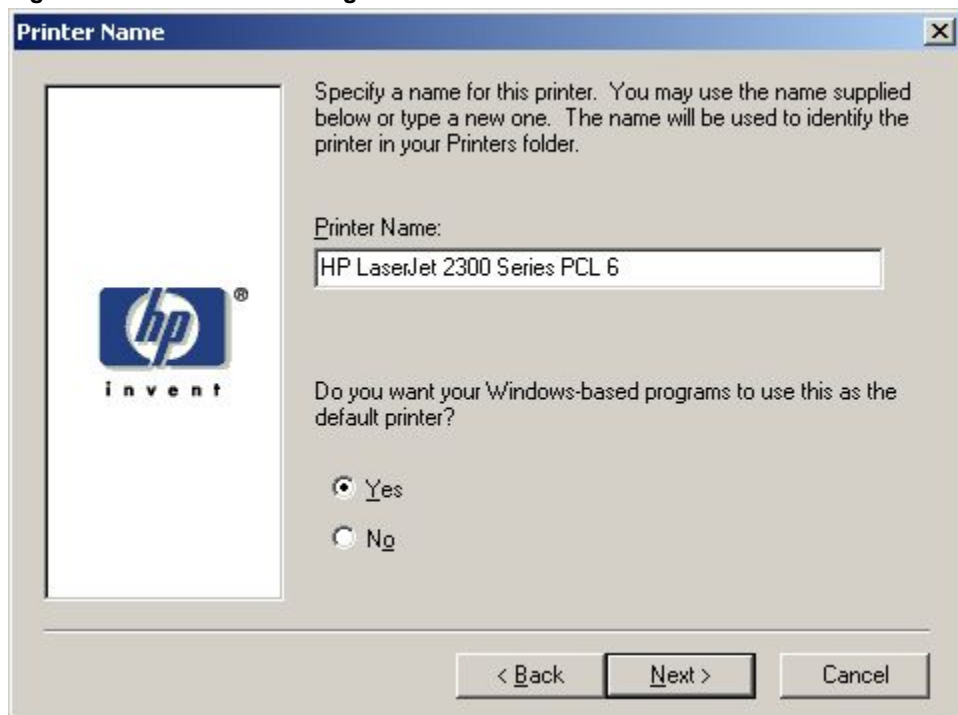 Printer Name
Specify a name for this printer. You may use the name supplied
below or type a new one. The name will be used to identify the
printer in your Printers folder.
Printer Name:
HP LaserJet 2300 Series PCL 6
hp ®
invent
Do you want your Windows-based programs to use this as the
default printer?
Yes
No
< Back
Next >
Cancel